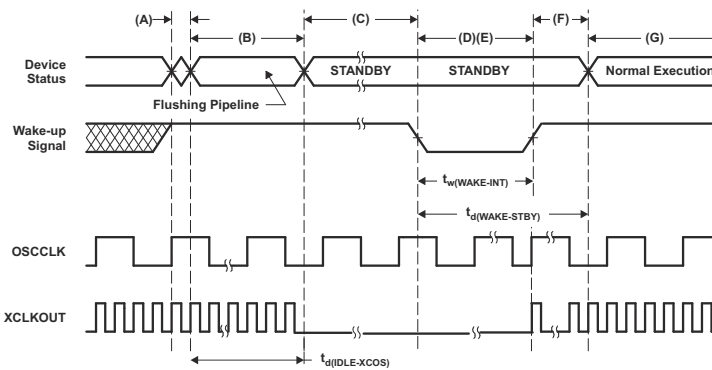 (A)
(B)
(C)
(D)(E)
(F)
(G)
Device
Status
STANDBY
STANDBY
Normal Execution
Flushing Pipeline
Wake-up
Signal
tw(WAKE-INT)
td(WAKE-STBY)
OSCCLK
XCLKOUT
td(IDLE-XCOS)